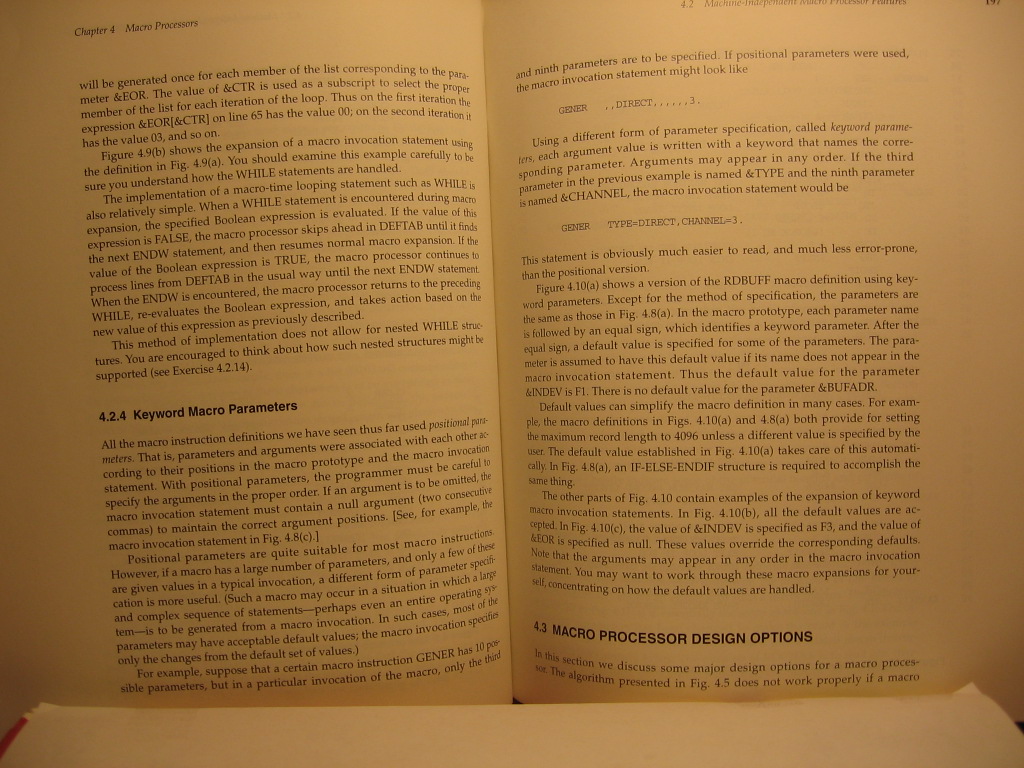 Chapter 4 Macro Processors
will be generated once for each member of the list corresponding to the para-
meter &EOR. The value of &CTR is used as a subscript to select the proper
member of the list for each iteration of the loop. Thus on the first iteration the
expression &EOR[&CTR] on line 65 has the value 00; on the second iteration it
has the value 03, and so on.
Figure 4.9(b) shows the expansion of a macro invocation statement using
the definition in Fig. 4.9(a). You should examine this example carefully to be
sure you understand how the WHILE statements are handled.
The implementation of a macro-time looping statement such as WHILE is
also relatively simple. When a WHILE statement is encountered during macro
expansion, the specified Boolean expression is evaluated. If the value of this
expression is FALSE, the macro processor skips ahead in DEFTAB until it finds
the next ENDW statement, and then resumes normal macro expansion. If the
value of the Boolean expression is TRUE, the macro processor continues to
process lines from DEFTAB in the usual way until the next ENDW statement.
When the ENDW is encountered, the macro processor returns to the preceding
WHILE, re-evaluates the Boolean expression, and takes action based on the
new value of this expression as previously described.
This method of implementation does not allow for nested WHILE struc-
tures. You are encouraged to think about how such nested structures might be
supported (see Exercise 4.2.14).
4.2.4 Keyword Macro Parameters
All the macro instruction definitions we have seen thus far used positional para-
meters. That is, parameters and arguments were associated with each other ac-
cording to their positions in the macro prototype and the macro invocation
statement. With positional parameters, the programmer must be careful to
specify the arguments in the proper order. If an argument is to be omitted, the
macro invocation statement must contain a null argument (two consecutive
commas) to maintain the correct argument positions. [See, for example, the
macro invocation statement in Fig. 4.8(c).]
Positional parameters are quite suitable for most macro instructions.
However, if a macro has a large number of parameters, and only a few of these
are given values in a typical invocation, a different form of parameter specifi-
cation is more useful. (Such a macro may occur in a situation in which a large
and complex sequence of statements—perhaps even an entire operating sys-
tem—is to be generated from a macro invocation. In such cases, most of the
parameters may have acceptable default values; the macro invocation specifies
only the changes from the default set of values.)
For example, suppose that a certain macro instruction GENER has 10 pos-
sible parameters, but in a particular invocation of the macro, only the third
4.2 Machine-Independent Macro Processor Features 197
and ninth parameters are to be specified. If positional parameters were used,
the macro invocation statement might look like
GENER ,,DIRECT,,,,,,3.
Using a different form of parameter specification, called keyword parame-
ters, each argument value is written with a keyword that names the corre-
sponding parameter. Arguments may appear in any order. If the third
parameter in the previous example is named &TYPE and the ninth parameter
is named &CHANNEL, the macro invocation statement would be
GENER TYPE=DIRECT,CHANNEL=3.
This statement is obviously much easier to read, and much less error-prone,
than the positional version.
Figure 4.10(a) shows a version of the RDBUFF macro definition using key-
word parameters. Except for the method of specification, the parameters are
the same as those in Fig. 4.8(a). In the macro prototype, each parameter name
is followed by an equal sign, which identifies a keyword parameter. After the
equal sign, a default value is specified for some of the parameters. The para-
meter is assumed to have this default value if its name does not appear in the
macro invocation statement. Thus the default value for the parameter
&INDEV is F1. There is no default value for the parameter &BUFADR.
Default values can simplify the macro definition in many cases. For exam-
ple, the macro definitions in Figs. 4.10(a) and 4.8(a) both provide for setting
the maximum record length to 4096 unless a different value is specified by the
user. The default value established in Fig. 4.10(a) takes care of this automati-
cally. In Fig. 4.8(a), an IF-ELSE-ENDIF structure is required to accomplish the
same thing.
The other parts of Fig. 4.10 contain examples of the expansion of keyword
macro invocation statements. In Fig. 4.10(b), all the default values are ac-
cepted. In Fig. 4.10(c), the value of &INDEV is specified as F3, and the value of
&EOR is specified as null. These values override the corresponding defaults.
Note that the arguments may appear in any order in the macro invocation
statement. You may want to work through these macro expansions for your-
self, concentrating on how the default values are handled.
4.3 MACRO PROCESSOR DESIGN OPTIONS
In this section we discuss some major design options for a macro proces-
sor. The algorithm presented in Fig. 4.5 does not work properly if a macro